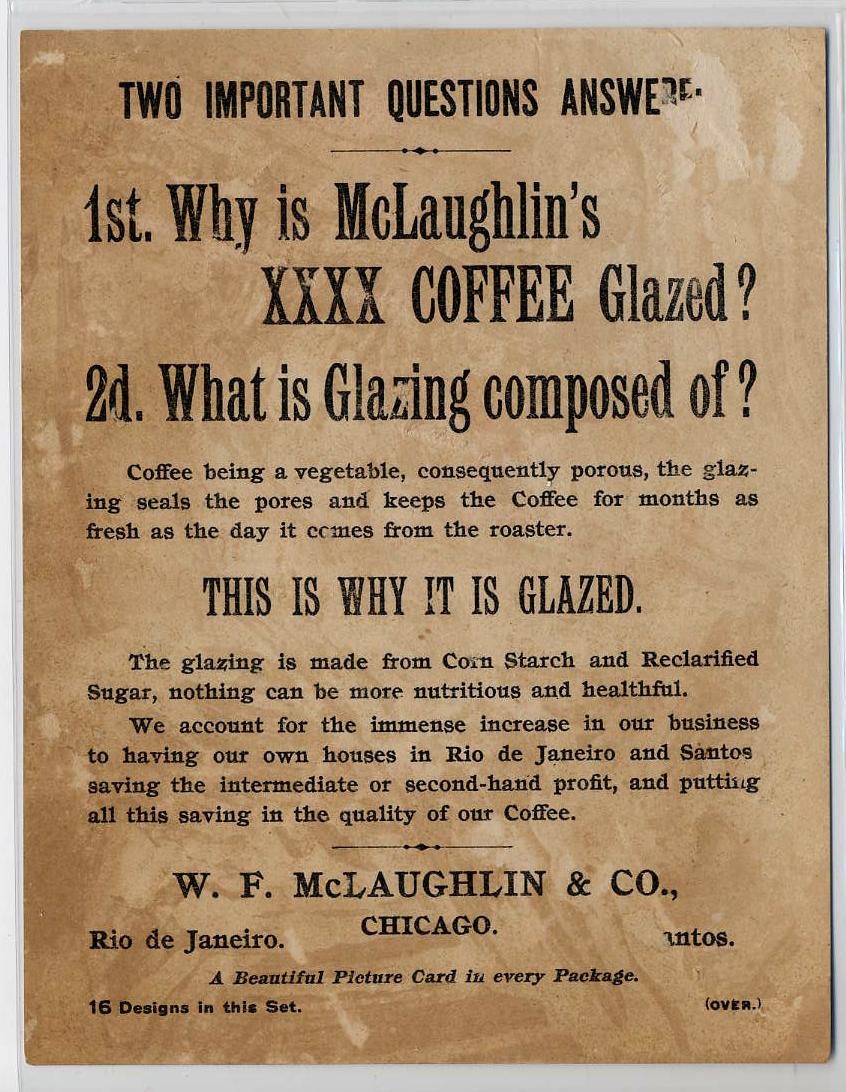 TWO IMPORTANT QUESTIONS
1st. Why is McLaughlin's
XXXX COFFEE Glazed?
2d. What is Glazing composed of?
Coffee being a vegetable, consequently porous, the glaz-
ing seals the pores and keeps the Coffee for months as
fresh as the day it comes from the roaster.
THIS IS WHY IT IS GLAZED.
The glazing is made from Corn Starch and Reclarified
Sugar, nothing can be more nutritious and healthful.
We account for the immense increase in our business
to having our own houses in Rio de Janeiro and Santos
saving the intermediate or second-hand profit, and putting
all this saving in the quality of our Coffee.
W. F. McLAUGHLIN & CO.,
CHICAGO.
Rio de Janeiro.
A Beautiful Picture Card in every Package.
16 Designs in this Set. (OVER.)